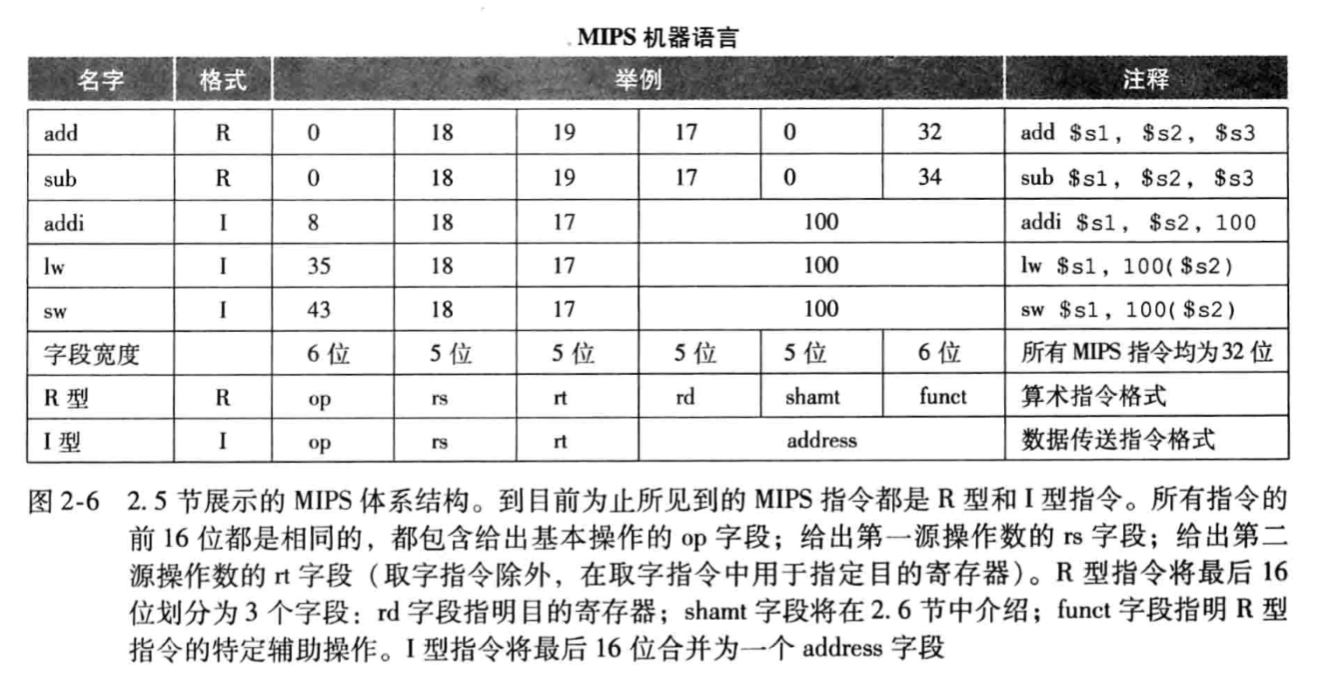 MIPS 机器语言
名字 格式 举例 注释
add R 0 18 19 17 0 32 add $s1, $s2, $s3
sub R 0 18 19 17 0 34 sub $s1, $s2, $s3
addi I 8 18 17 100 addi $s1, $s2, 100
lw I 35 18 17 100 lw $s1, 100($s2)
sw I 43 18 17 100 sw $s1, 100($s2)
字段宽度 6 位 5 位 5 位 5 位 5 位 6 位 所有 MIPS 指令均为 32 位
R 型 R op rs rt rd shamt funct 算术指令格式
I 型 I op rs rt address 数据传送指令格式
图 2-6 2.5 节展示的 MIPS 体系结构。到目前为止所见到的 MIPS 指令都是 R 型和 I 型指令。所有指令的
前 16 位都是相同的，都包含给出基本操作的 op 字段；给出第一源操作数的 rs 字段；给出第二
源操作数的 rt 字段（取字指令除外，在取字指令中用于指定目的寄存器）。R 型指令将最后 16
位划分为 3 个字段：rd 字段指明目的寄存器；shamt 字段将在 2.6 节中介绍；funct 字段指明 R 型
指令的特定辅助操作。I 型指令将最后 16 位合并为一个 address 字段